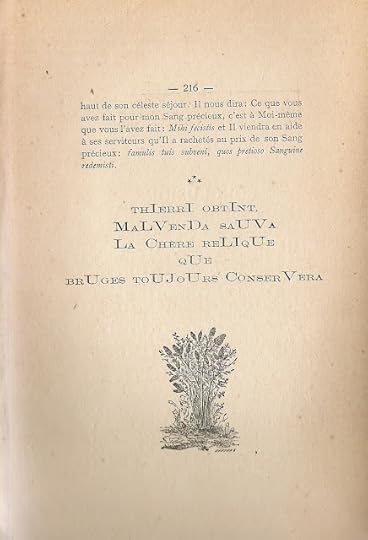 — 216 —
haut de son céleste séjour. Il nous dira: Ce que vous
avez fait pour mon Sang précieux, c'est à Moi-même
que vous l'avez fait: Mihi fecistis et Il viendra en aide
à ses serviteurs qu'Il a rachetés au prix de son Sang
précieux: famulis tuis subveni, quos pretioso Sanguine
redemisti.
thIerrI obtInt,
MaLVenDa saUVa
La Chère reLIqUe
qUe
brUges toUJoUrs ConserVera